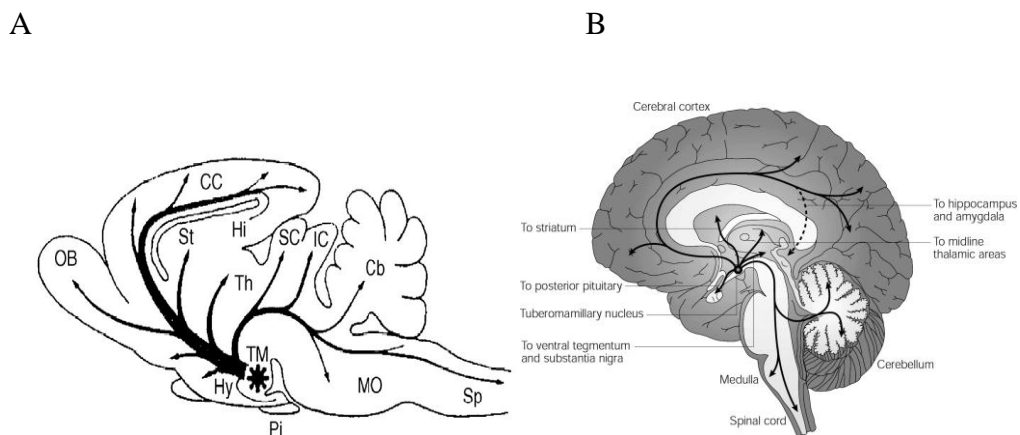 A
B
CC
OB
St
Hi
SC
IC
Th
Cb
TM
Hy
MO
Sp
Pi
Cerebral cortex
To striatum
To posterior pituitary
Tuberomamillary nucleus
To ventral tegmentum
and substantia nigra
Medulla
Spinal cord
To hippocampus
and amygdala
To midline
thalamic areas
Cerebellum